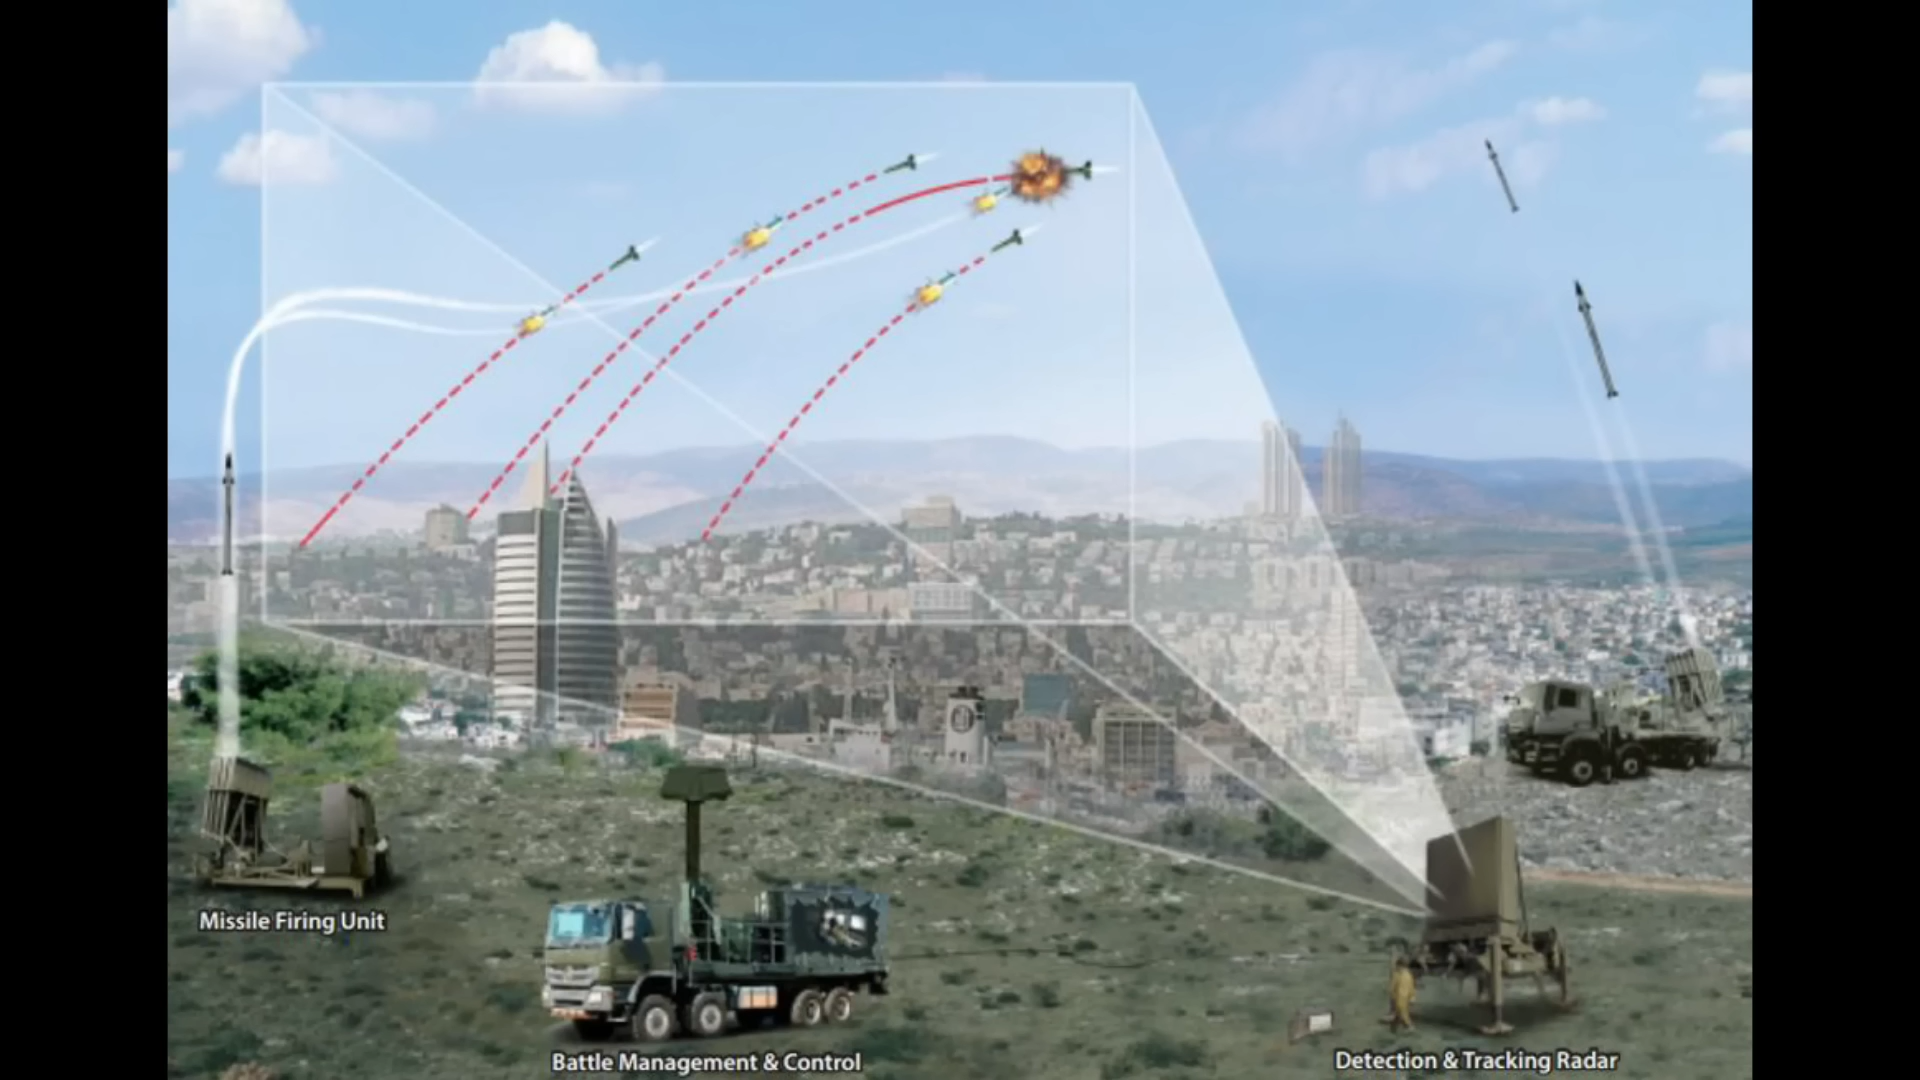 Missile Firing Unit
Battle Management & Control
Detection & Tracking Radar